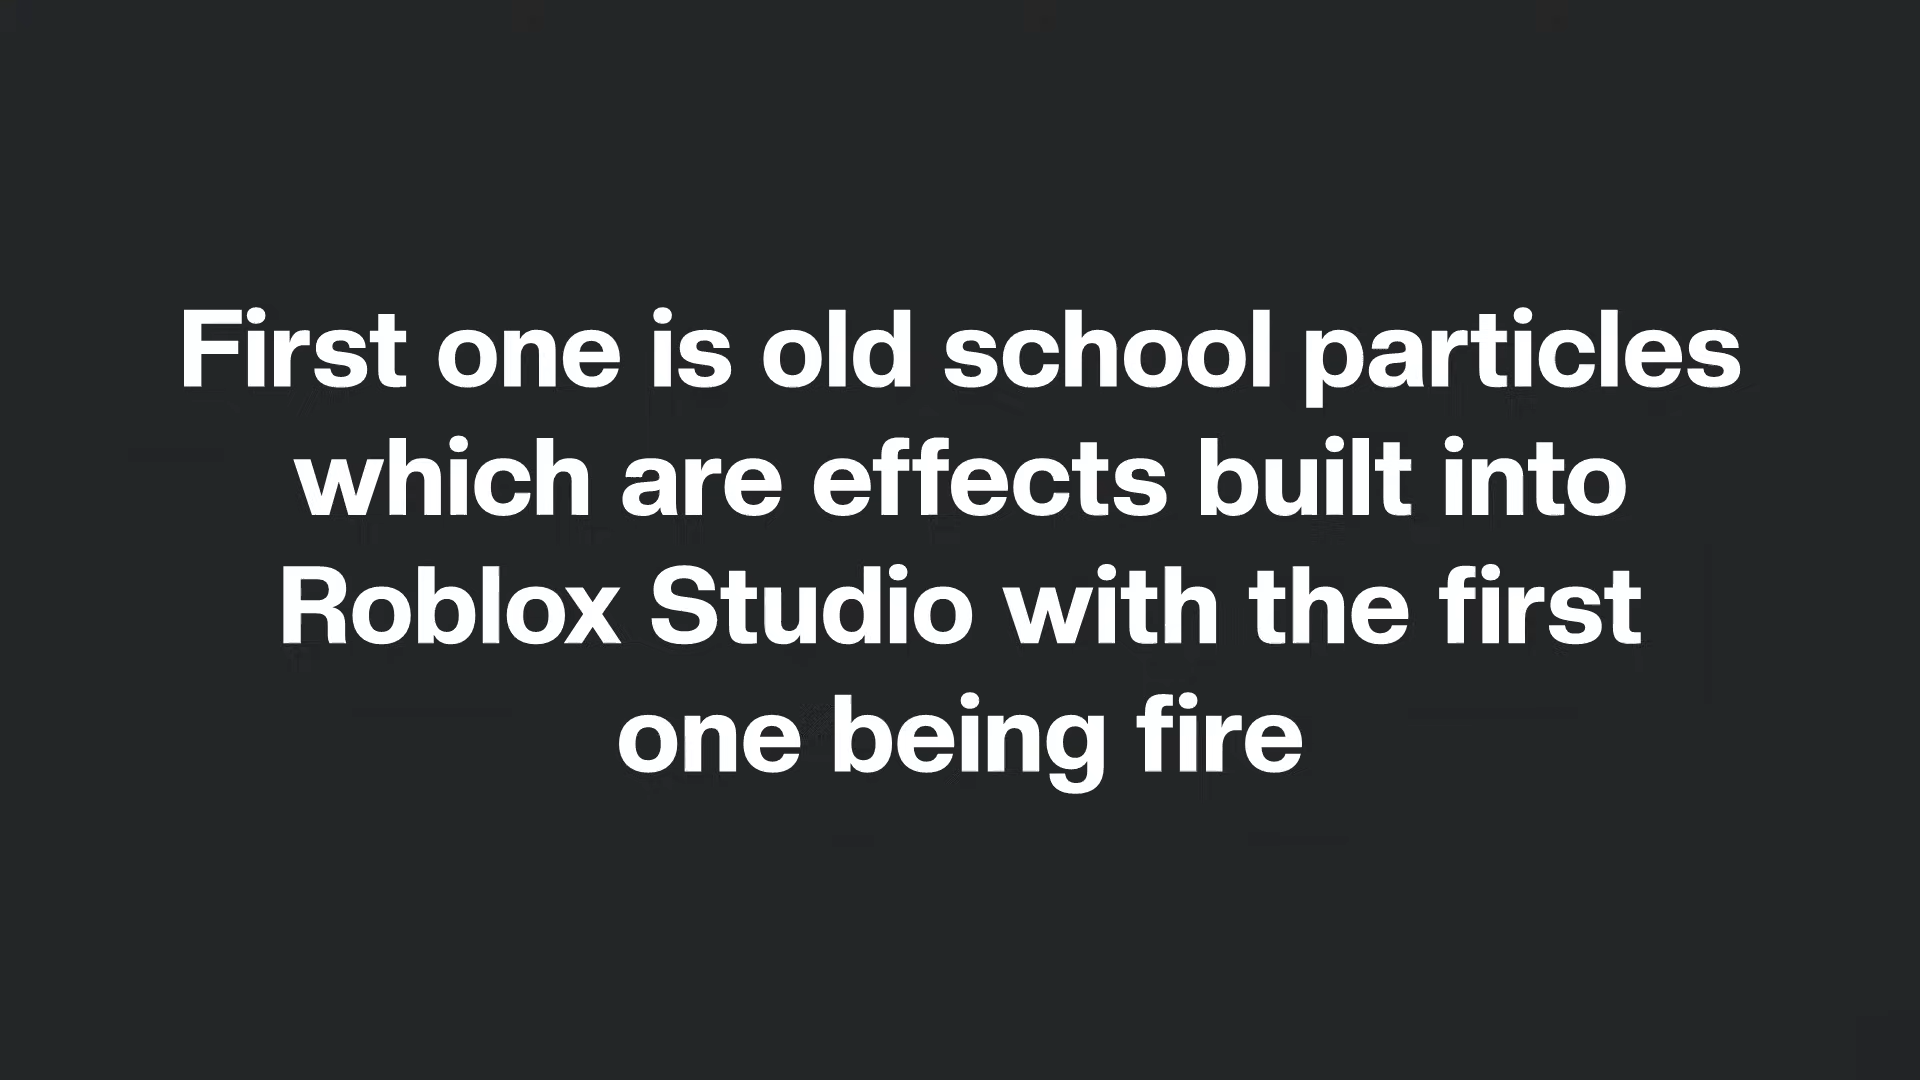 First one is old school particles
which are effects built into
Roblox Studio with the first
one being fire